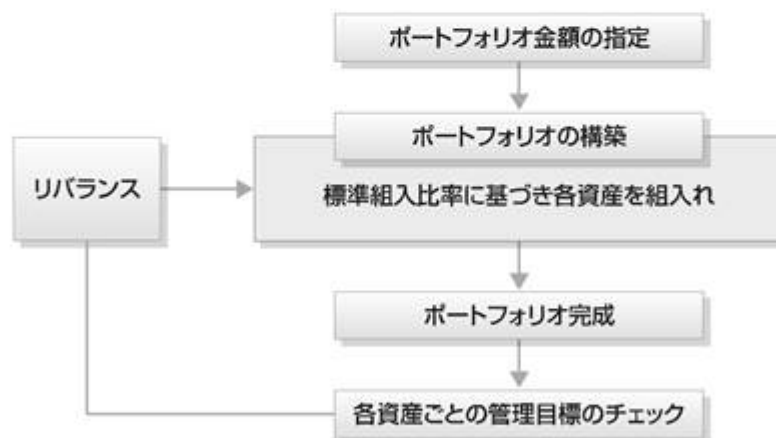 ポートフォリオ金額の指定
ポートフォリオの構築
リバランス
標準組入比率に基づき各資産を組入れ
ポートフォリオ完成
各資産ごとの管理目標のチェック